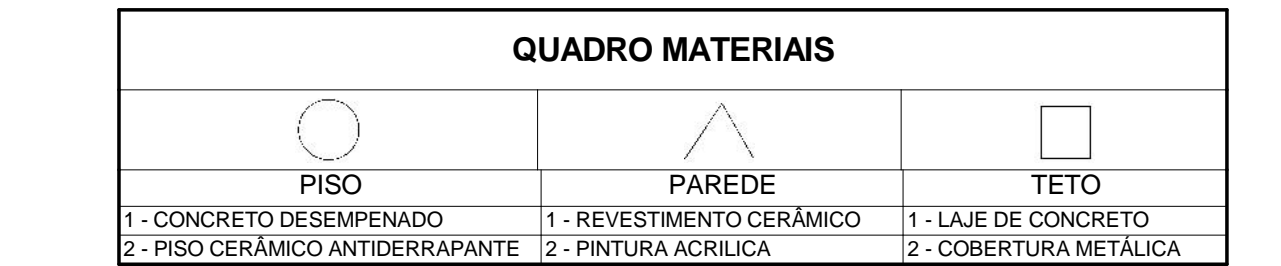 QUADRO MATERIAIS
PISO PAREDE TETO
1 - CONCRETO DESEMPENADO 1 - REVESTIMENTO CERÂMICO 1 - LAJE DE CONCRETO
2 - PISO CERÂMICO ANTIDERRAPANTE 2 - PINTURA ACRILICA 2 - COBERTURA METÁLICA